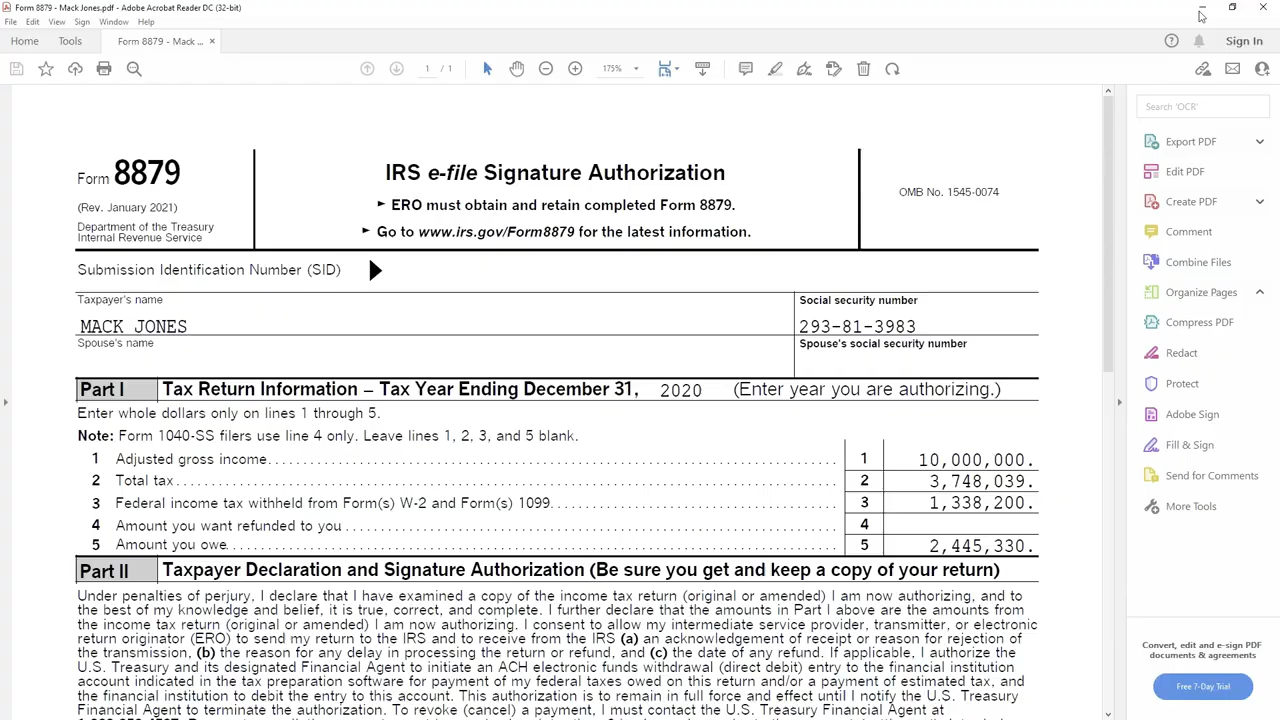 Form 8879 - Mack Jones.pdf - Adobe Acrobat Reader DC (32-bit)
File Edit View Sign Window Help
Home Tools Form 8879 - Mack ... × Sign In
1 / 1 175%
Search 'OCR'
Export PDF
Edit PDF
Create PDF
Comment
Combine Files
Organize Pages
Compress PDF
Redact
Protect
Adobe Sign
Fill & Sign
Send for Comments
More Tools
Convert, edit and e-sign PDF
documents & agreements
Free 7-Day Trial
Form 8879
(Rev. January 2021)
Department of the Treasury
Internal Revenue Service
IRS e-file Signature Authorization
► ERO must obtain and retain completed Form 8879.
► Go to www.irs.gov/Form8879 for the latest information.
OMB No. 1545-0074
Submission Identification Number (SID)
Taxpayer's name Social security number
MACK JONES 293-81-3983
Spouse's name Spouse's social security number
Part I Tax Return Information – Tax Year Ending December 31, 2020 (Enter year you are authorizing.)
Enter whole dollars only on lines 1 through 5.
Note: Form 1040-SS filers use line 4 only. Leave lines 1, 2, 3, and 5 blank.
1 Adjusted gross income 1 10,000,000.
2 Total tax 2 3,748,039.
3 Federal income tax withheld from Form(s) W-2 and Form(s) 1099 3 1,338,200.
4 Amount you want refunded to you 4
5 Amount you owe 5 2,445,330.
Part II Taxpayer Declaration and Signature Authorization (Be sure you get and keep a copy of your return)
Under penalties of perjury, I declare that I have examined a copy of the income tax return (original or amended) I am now authorizing, and to
the best of my knowledge and belief, it is true, correct, and complete. I further declare that the amounts in Part I above are the amounts from
the income tax return (original or amended) I am now authorizing. I consent to allow my intermediate service provider, transmitter, or electronic
return originator (ERO) to send my return to the IRS and to receive from the IRS (a) an acknowledgement of receipt or reason for rejection of
the transmission, (b) the reason for any delay in processing the return or refund, and (c) the date of any refund. If applicable, I authorize the
U.S. Treasury and its designated Financial Agent to initiate an ACH electronic funds withdrawal (direct debit) entry to the financial institution
account indicated in the tax preparation software for payment of my federal taxes owed on this return and/or a payment of estimated tax, and
the financial institution to debit the entry to this account. This authorization is to remain in full force and effect until I notify the U.S. Treasury
Financial Agent to terminate the authorization. To revoke (cancel) a payment, I must contact the U.S. Treasury Financial Agent at